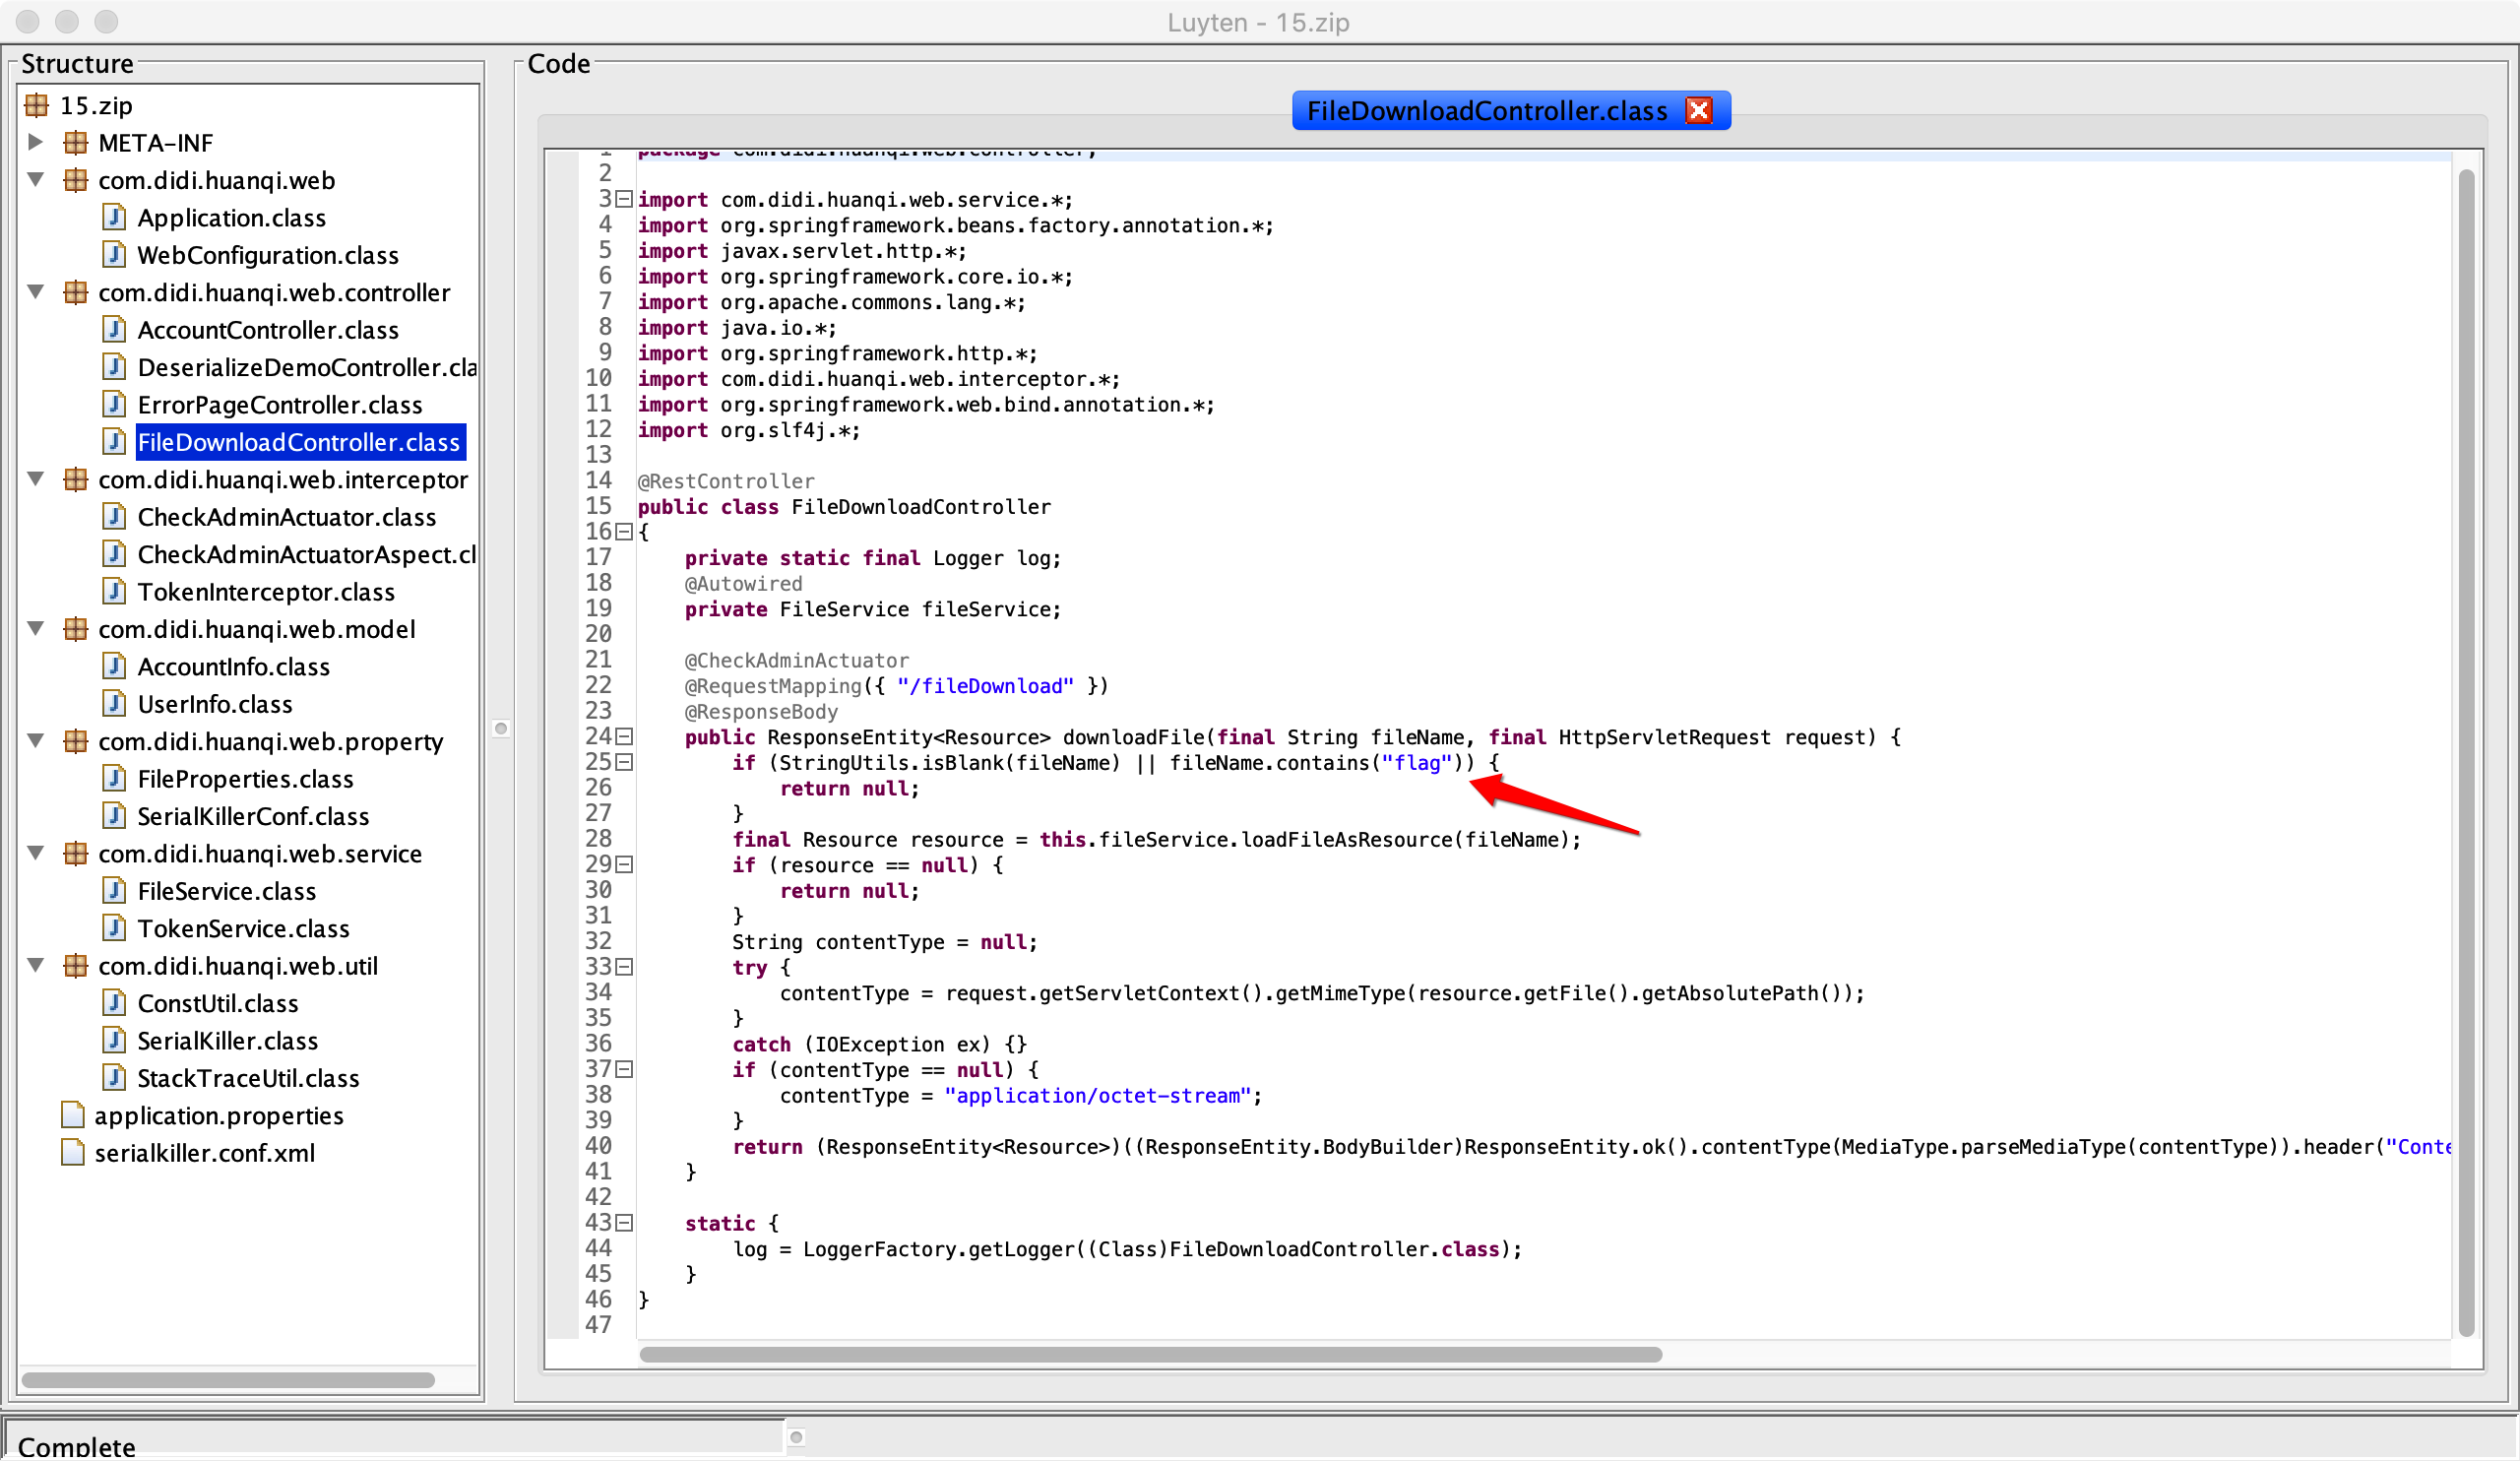 Luyten - 15.zip
Structure
15.zip
META-INF
com.didi.huanqi.web
Application.class
WebConfiguration.class
com.didi.huanqi.web.controller
AccountController.class
DeserializeDemoController.cla
ErrorPageController.class
FileDownloadController.class
com.didi.huanqi.web.interceptor
CheckAdminActuator.class
CheckAdminActuatorAspect.cl
TokenInterceptor.class
com.didi.huanqi.web.model
AccountInfo.class
UserInfo.class
com.didi.huanqi.web.property
FileProperties.class
SerialKillerConf.class
com.didi.huanqi.web.service
FileService.class
TokenService.class
com.didi.huanqi.web.util
ConstUtil.class
SerialKiller.class
StackTraceUtil.class
application.properties
serialkiller.conf.xml
Code
FileDownloadController.class
1 package com.didi.huanqi.web.controller;
2
3 import com.didi.huanqi.web.service.*;
4 import org.springframework.beans.factory.annotation.*;
5 import javax.servlet.http.*;
6 import org.springframework.core.io.*;
7 import org.apache.commons.lang.*;
8 import java.io.*;
9 import org.springframework.http.*;
10 import com.didi.huanqi.web.interceptor.*;
11 import org.springframework.web.bind.annotation.*;
12 import org.slf4j.*;
13
14 @RestController
15 public class FileDownloadController
16 {
17     private static final Logger log;
18     @Autowired
19     private FileService fileService;
20
21     @CheckAdminActuator
22     @RequestMapping({ "/fileDownload" })
23     @ResponseBody
24     public ResponseEntity<Resource> downloadFile(final String fileName, final HttpServletRequest request) {
25         if (StringUtils.isBlank(fileName) || fileName.contains("flag")) {
26             return null;
27         }
28         final Resource resource = this.fileService.loadFileAsResource(fileName);
29         if (resource == null) {
30             return null;
31         }
32         String contentType = null;
33         try {
34             contentType = request.getServletContext().getMimeType(resource.getFile().getAbsolutePath());
35         }
36         catch (IOException ex) {}
37         if (contentType == null) {
38             contentType = "application/octet-stream";
39         }
40         return (ResponseEntity<Resource>)((ResponseEntity.BodyBuilder)ResponseEntity.ok().contentType(MediaType.parseMediaType(contentType)).header("Conte
41     }
42
43     static {
44         log = LoggerFactory.getLogger((Class)FileDownloadController.class);
45     }
46 }
47
Complete